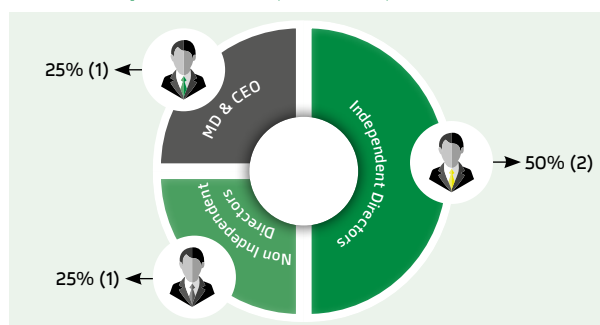 25% (1)
MD & CEO
Independent Directors
50% (2)
Non Independent
Directors
25% (1)